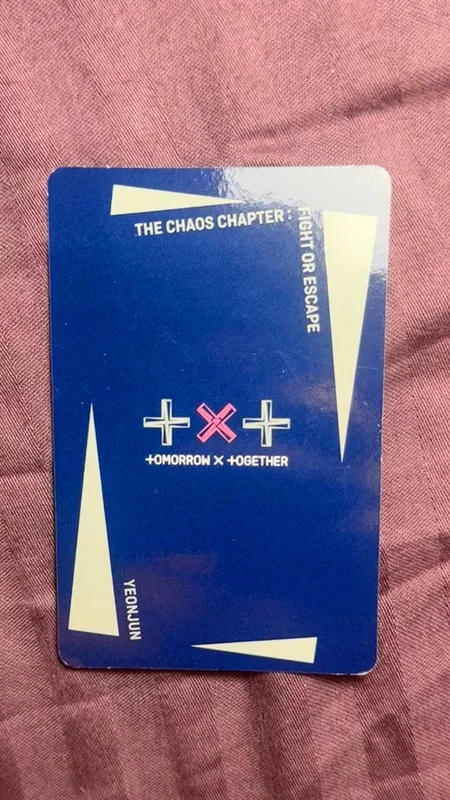 THE CHAOS CHAPTER :
FIGHT OR ESCAPE
+×+
+OMORROW × +OGETHER
YEONJUN